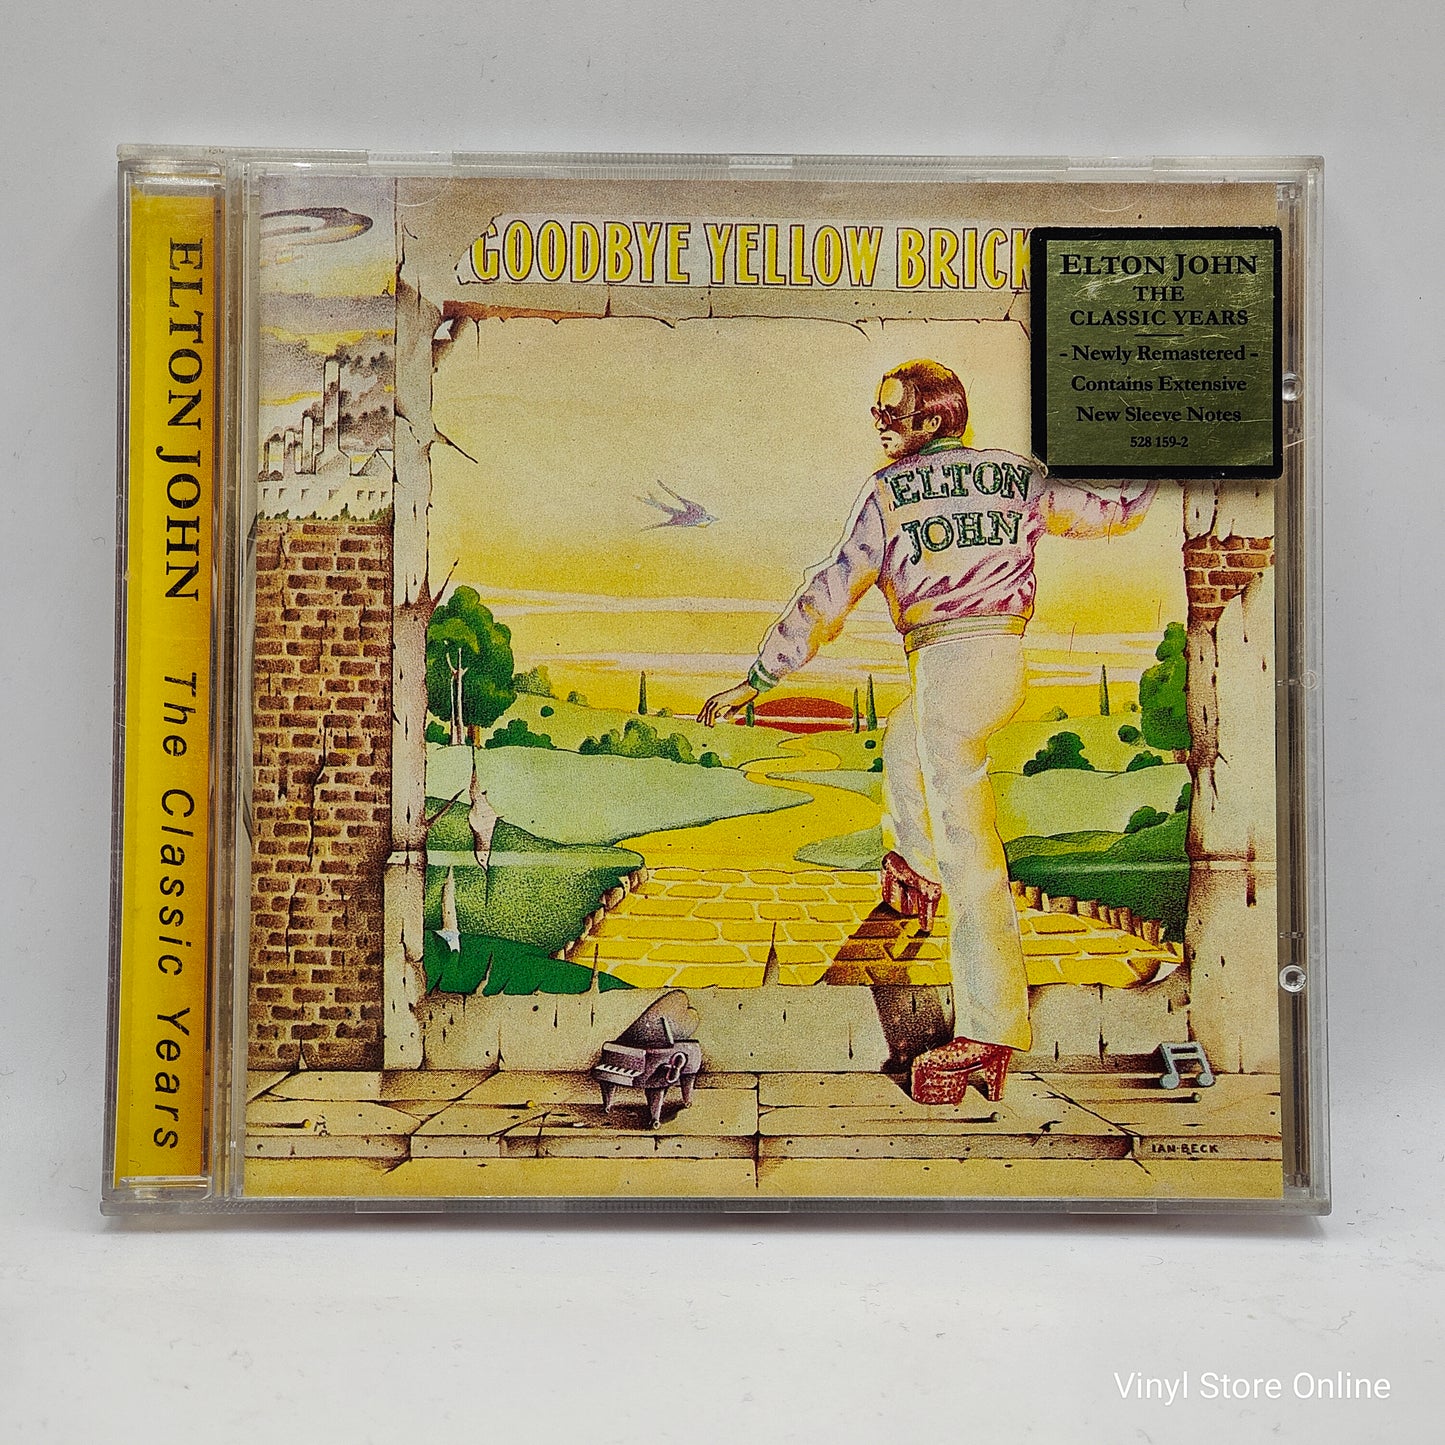 ELTON JOHN The Classic Years
GOODBYE YELLOW BRICK
ELTON JOHN
THE
CLASSIC YEARS
- Newly Remastered -
Contains Extensive
New Sleeve Notes
528 159-2
ELTON
JOHN
IAN BECK
Vinyl Store Online